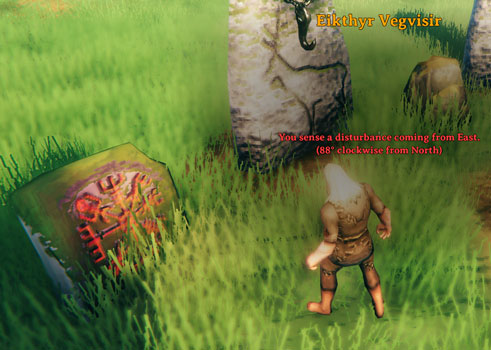 Eikthyr Vegvisir
You sense a disturbance coming from East.
(88° clockwise from North)